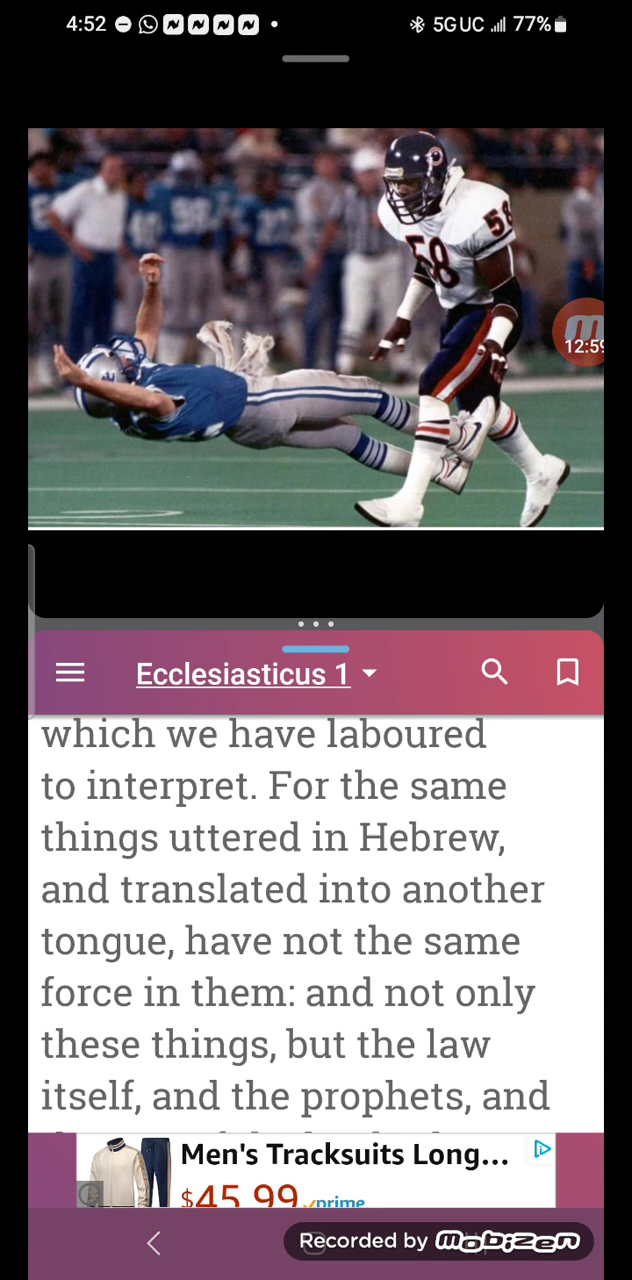 4:52
5G UC 77%
58
58
98
12:59
Ecclesiasticus 1
which we have laboured
to interpret. For the same
things uttered in Hebrew,
and translated into another
tongue, have not the same
force in them: and not only
these things, but the law
itself, and the prophets, and
Men's Tracksuits Long...
$45.99 prime
Recorded by mobizen